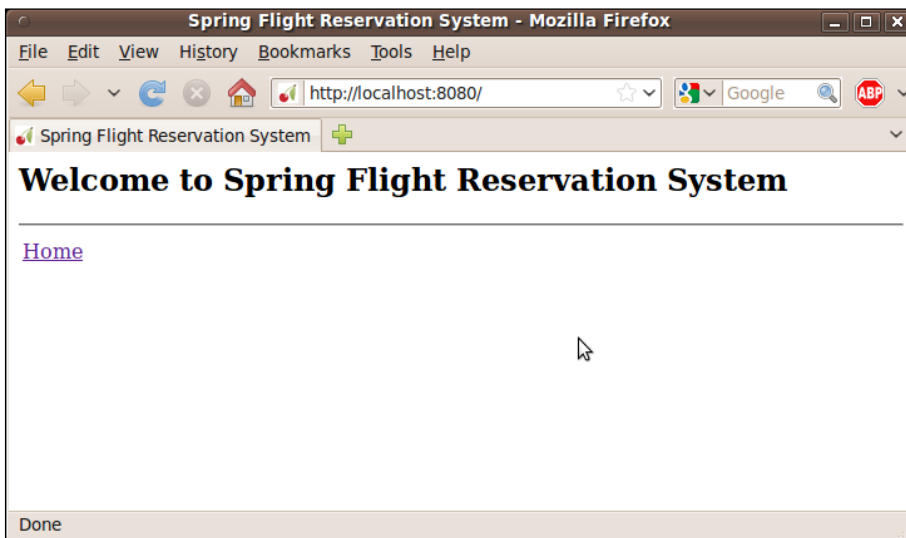 Spring Flight Reservation System - Mozilla Firefox
File Edit View History Bookmarks Tools Help
http://localhost:8080/ Google ABP
Spring Flight Reservation System
Welcome to Spring Flight Reservation System
Home
Done